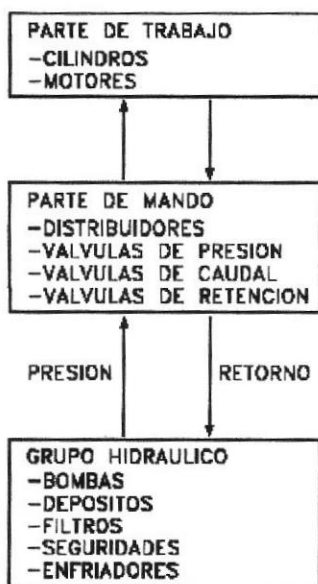 PARTE DE TRABAJO
-CILINDROS
-MOTORES
PARTE DE MANDO
-DISTRIBUIDORES
-VALVULAS DE PRESION
-VALVULAS DE CAUDAL
-VALVULAS DE RETENCION
PRESION
RETORNO
GRUPO HIDRAULICO
-BOMBAS
-DEPOSITOS
-FILTROS
-SEGURIDADES
-ENFRIADORES